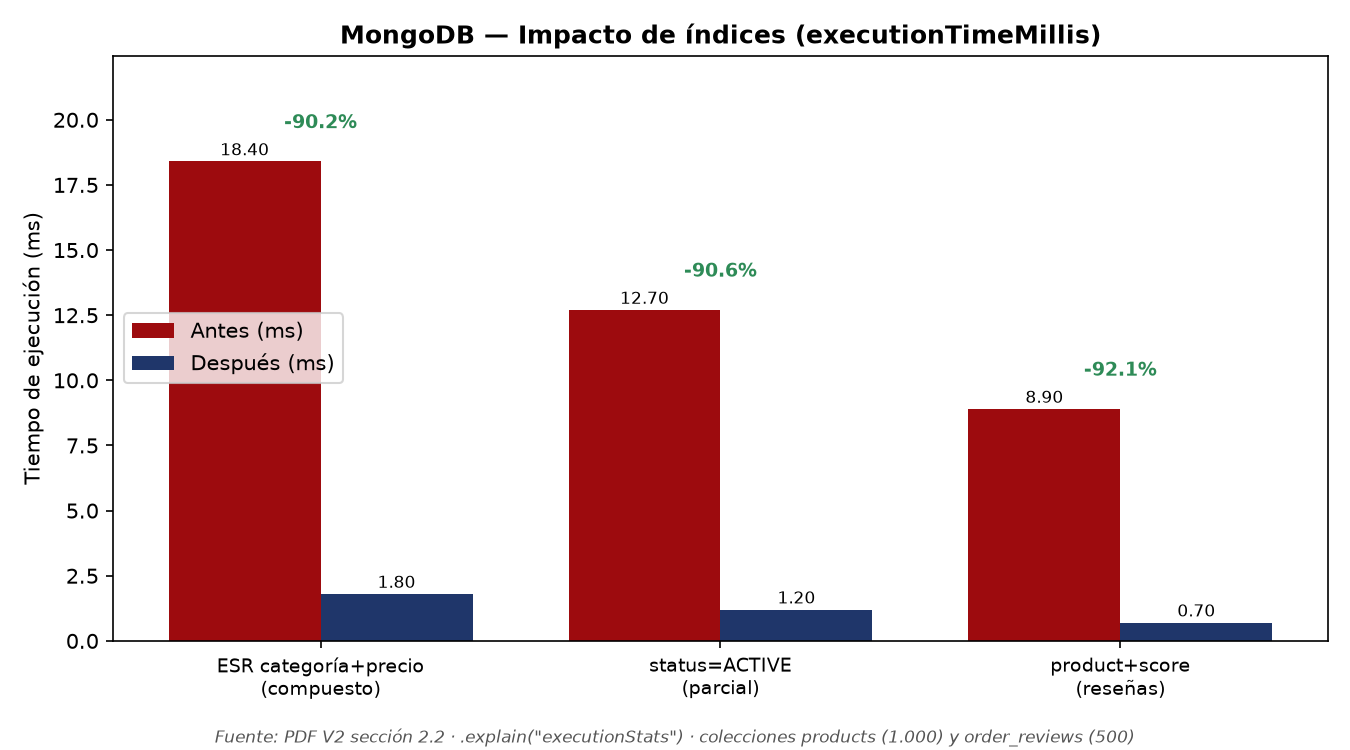 MongoDB — Impacto de índices (executionTimeMillis)
Tiempo de ejecución (ms)
20.0
17.5
15.0
12.5
10.0
7.5
5.0
2.5
0.0
-90.2%
18.40
1.80
-90.6%
12.70
1.20
-92.1%
8.90
0.70
Antes (ms)
Después (ms)
ESR categoría+precio
(compuesto)
status=ACTIVE
(parcial)
product+score
(reseñas)
Fuente: PDF V2 sección 2.2 · .explain("executionStats") · colecciones products (1.000) y order_reviews (500)